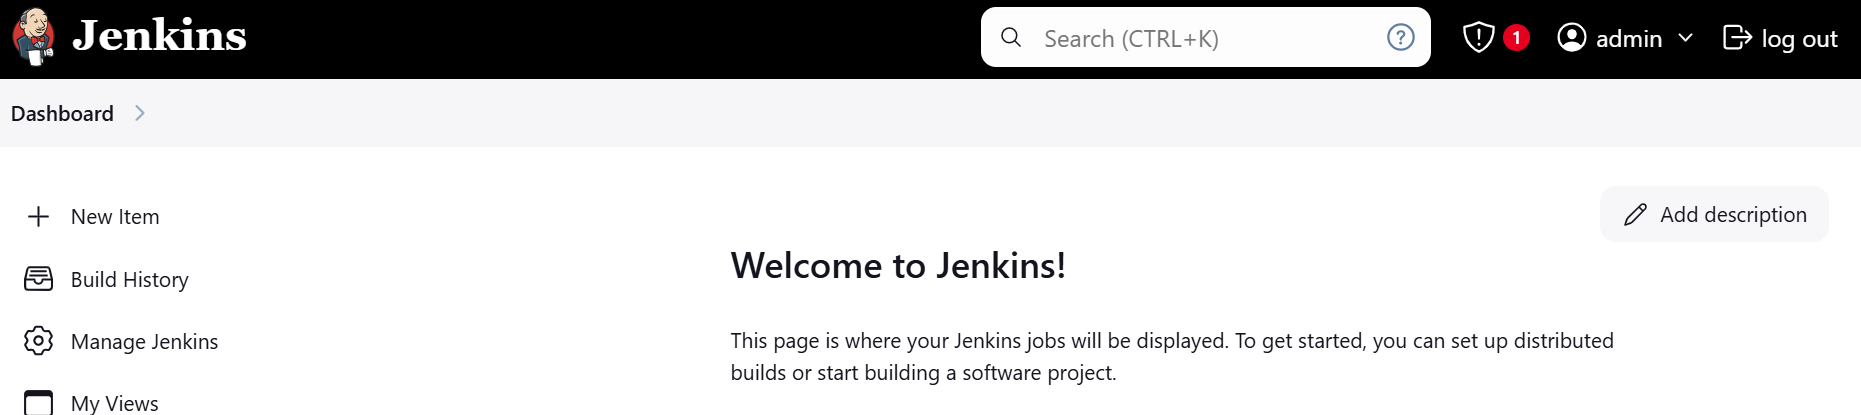 Jenkins
Search (CTRL+K)
?
1
admin
log out
Dashboard
New Item
Add description
Build History
Welcome to Jenkins!
Manage Jenkins
This page is where your Jenkins jobs will be displayed. To get started, you can set up distributed
builds or start building a software project.
My Views